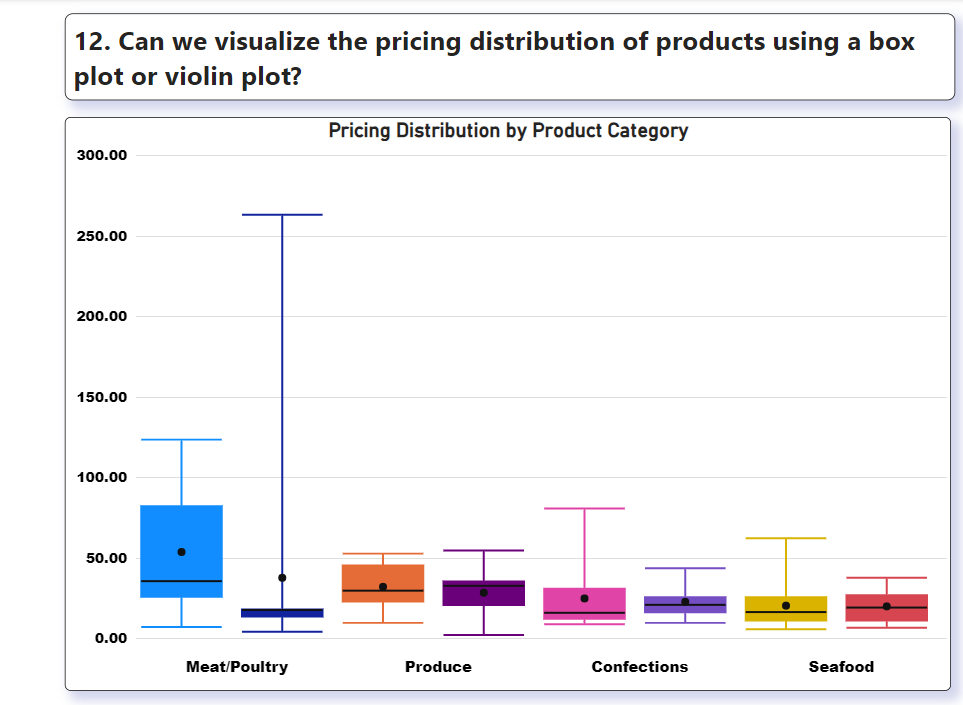 12. Can we visualize the pricing distribution of products using a box
plot or violin plot?
Pricing Distribution by Product Category
300.00
250.00
200.00
150.00
100.00
50.00
0.00
Meat/Poultry Produce Confections Seafood